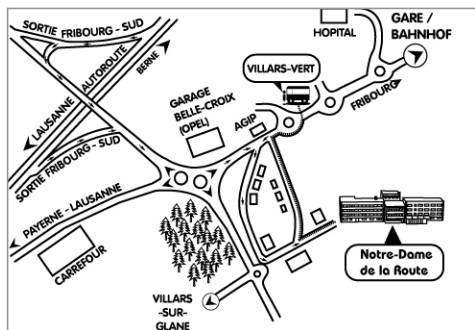 SORTIE FRIBOURG - SUD
GARE /
BAHNHOF
HOPITAL
LAUSANNE
AUTOROUTE
BERNE
VILLARS-VERT
GARAGE
BELLE-CROIX
(OPEL)
AGIP
FRIBOURG
SORTIE FRIBOURG - SUD
PAYERNE - LAUSANNE
CARREFOUR
Notre-Dame
de la Route
VILLARS
-SUR-
GLANE